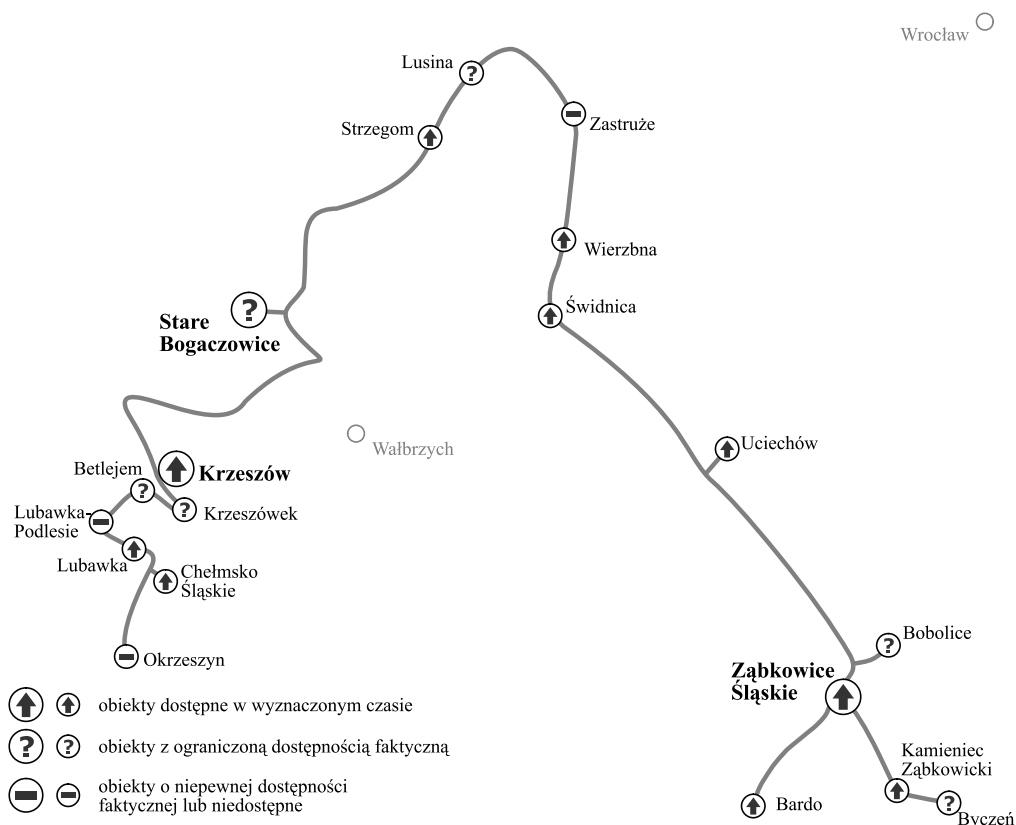 Wrocław
Lusina
Strzegom
Zastruże
Wierzbna
Świdnica
Stare
Bogaczowice
Wałbrzych
Uciechów
Betlejem
Krzeszów
Lubawka-
Podlesie
Krzeszówek
Lubawka
Chełmsko
Śląskie
Okrzeszyn
Bobolice
Ząbkowice
Śląskie
Kamieniec
Ząbkowicki
Bardo
Byczeń
obiekty dostępne w wyznaczonym czasie
obiekty z ograniczoną dostępnością faktyczną
obiekty o niepewnej dostępności
faktycznej lub niedostępne